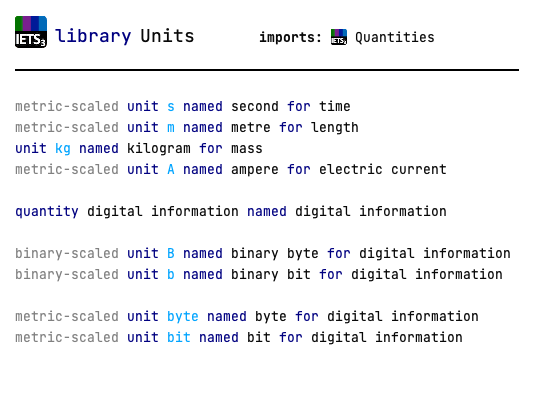 IETS3 library Units imports: IETS3 Quantities
metric-scaled unit s named second for time
metric-scaled unit m named metre for length
unit kg named kilogram for mass
metric-scaled unit A named ampere for electric current
quantity digital information named digital information
binary-scaled unit B named binary byte for digital information
binary-scaled unit b named binary bit for digital information
metric-scaled unit byte named byte for digital information
metric-scaled unit bit named bit for digital information